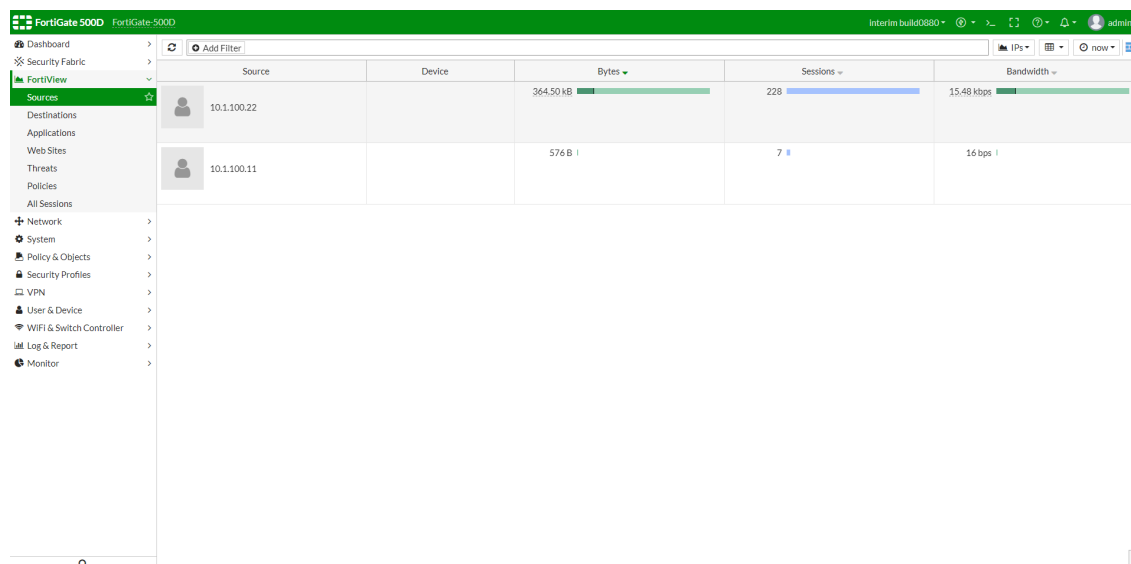 FortiGate 500D FortiGate-500D interim build0880 admin
Dashboard
Security Fabric
FortiView
Sources
Destinations
Applications
Web Sites
Threats
Policies
All Sessions
Network
System
Policy & Objects
Security Profiles
VPN
User & Device
WiFi & Switch Controller
Log & Report
Monitor
Add Filter IPs now
Source Device Bytes Sessions Bandwidth
10.1.100.22 364.50 kB 228 15.48 kbps
10.1.100.11 576 B 7 16 bps